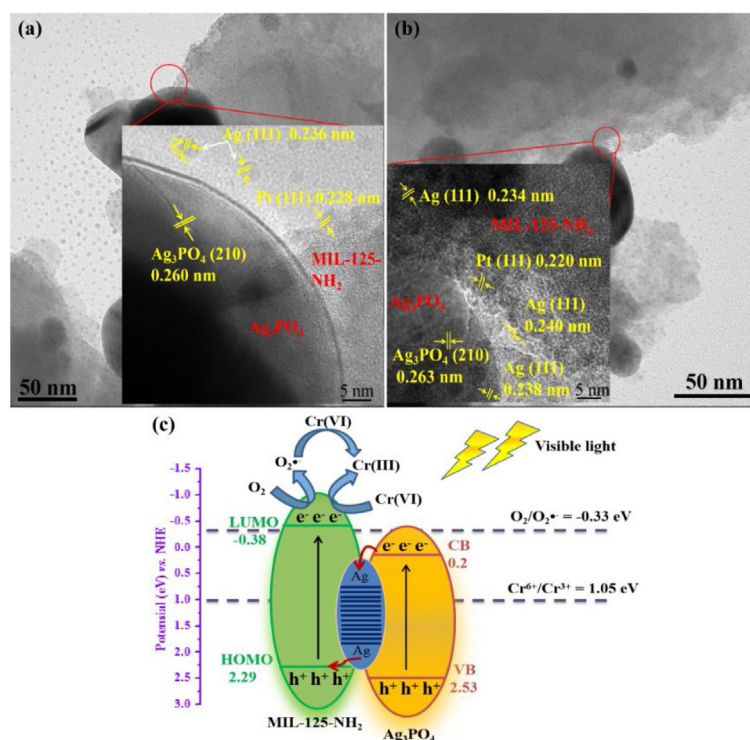 (a)
Ag (111) 0.236 nm
Pt (111) 0.228 nm
Ag₃PO₄ (210)
0.260 nm
MIL-125-
NH₂
Ag₃PO₄
50 nm
5 nm
(b)
Ag (111) 0.234 nm
MIL-125-NH₂
Pt (111) 0.220 nm
Ag₃PO₄
Ag (111)
0.240 nm
Ag₃PO₄ (210)
0.263 nm
Ag (111)
0.238 nm
5 nm
50 nm
(c)
Cr(VI)
Visible light
O₂•⁻
Cr(III)
O₂
Cr(VI)
Potensial (eV) vs. NHE
-1.5
-1.0
-0.5
0.0
0.5
1.0
1.5
2.0
2.5
3.0
LUMO
-0.38
e⁻ e⁻ e⁻
O₂/O₂•⁻ = -0.33 eV
e⁻ e⁻ e⁻
CB
0.2
Ag
Cr⁶⁺/Cr³⁺ = 1.05 eV
Ag
HOMO
2.29
h⁺ h⁺ h⁺
VB
2.53
h⁺ h⁺ h⁺
MIL-125-NH₂
Ag₃PO₄